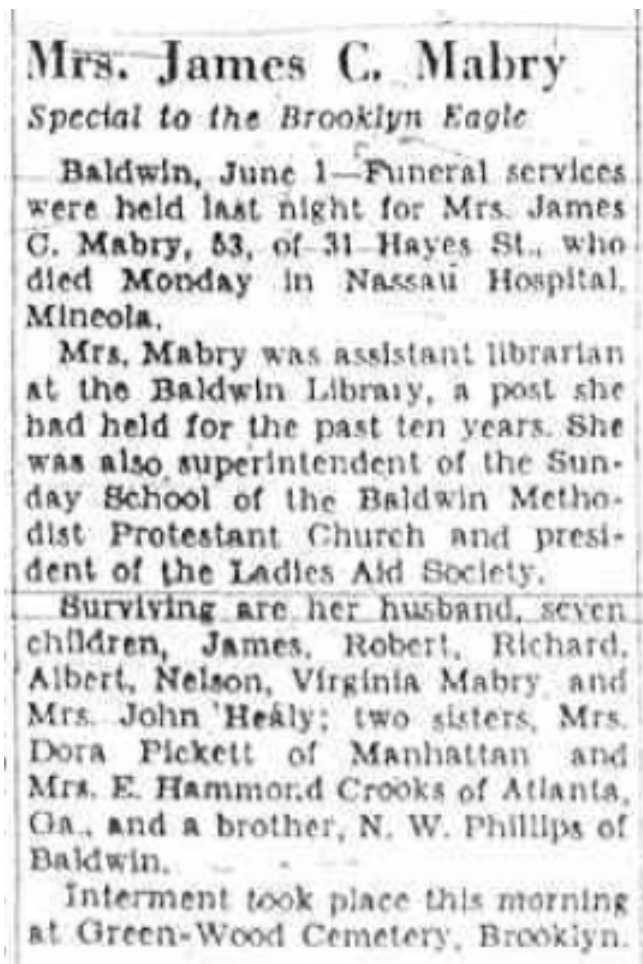 Mrs. James C. Mabry
Special to the Brooklyn Eagle
Baldwin, June 1—Funeral services
were held last night for Mrs. James
C. Mabry, 53, of 31 Hayes St., who
died Monday in Nassau Hospital,
Mineola.
Mrs. Mabry was assistant librarian
at the Baldwin Library, a post she
had held for the past ten years. She
was also superintendent of the Sun-
day School of the Baldwin Metho-
dist Protestant Church and presi-
dent of the Ladies Aid Society.
Surviving are her husband, seven
children, James, Robert, Richard,
Albert, Nelson, Virginia Mabry and
Mrs. John Healy; two sisters, Mrs.
Dora Pickett of Manhattan and
Mrs. E. Hammond Crooks of Atlanta,
Ga., and a brother, N. W. Phillips of
Baldwin.
Interment took place this morning
at Green-Wood Cemetery, Brooklyn.